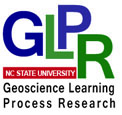 GLPR
NC STATE UNIVERSITY
Geoscience Learning
Process Research